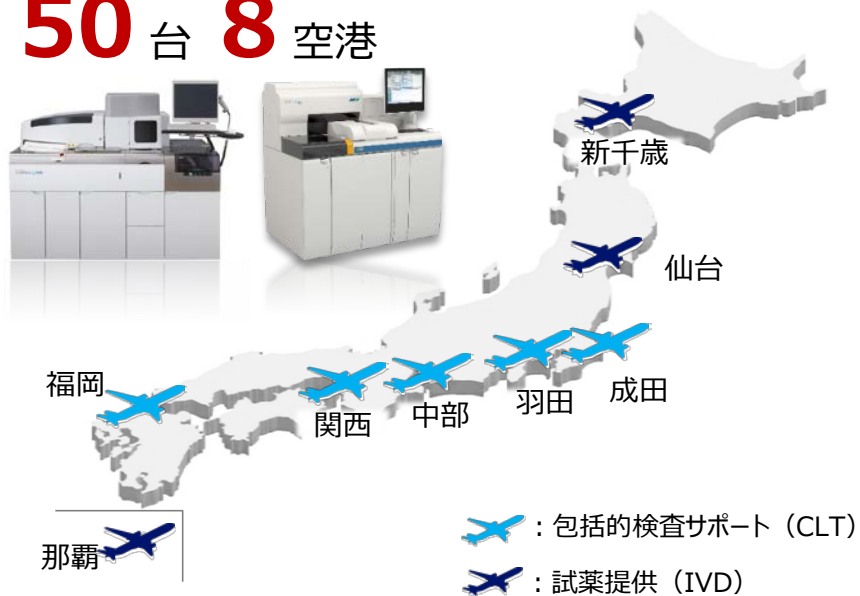 50 台 8 空港
新千歳
仙台
福岡
関西
中部
羽田
成田
那覇
：包括的検査サポート（CLT）
：試薬提供（IVD）